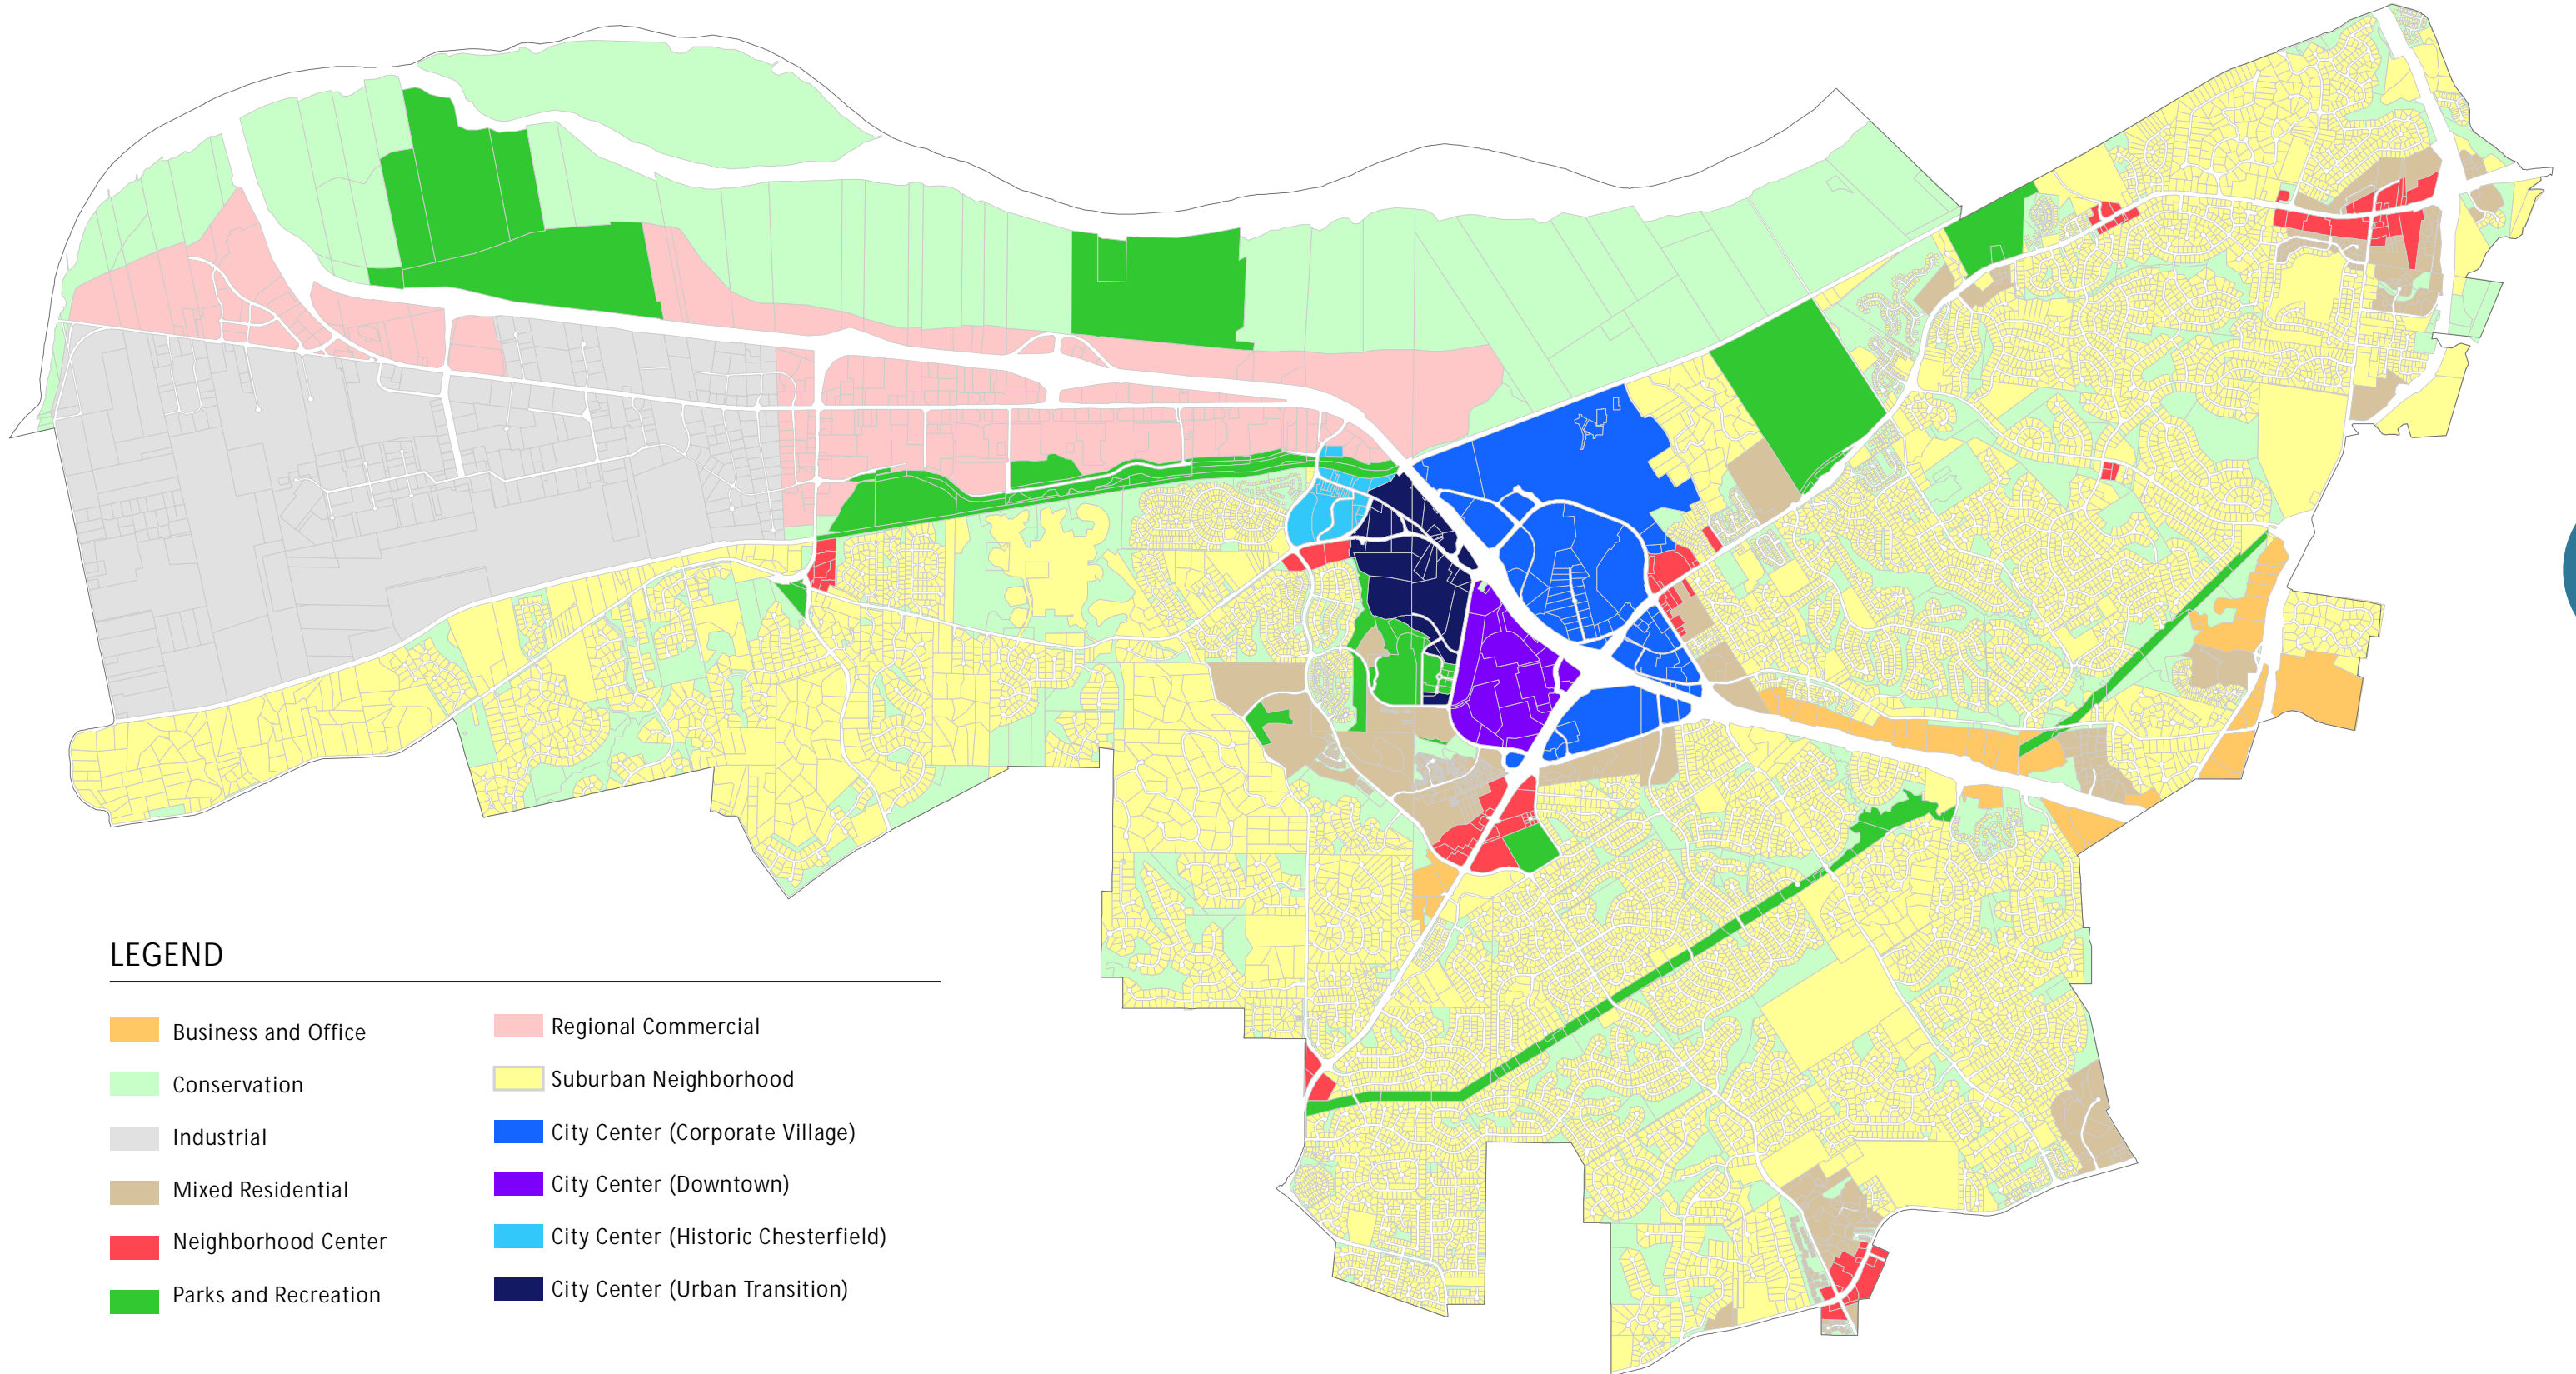 LEGEND
Business and Office
Conservation
Industrial
Mixed Residential
Neighborhood Center
Parks and Recreation
Regional Commercial
Suburban Neighborhood
City Center (Corporate Village)
City Center (Downtown)
City Center (Historic Chesterfield)
City Center (Urban Transition)